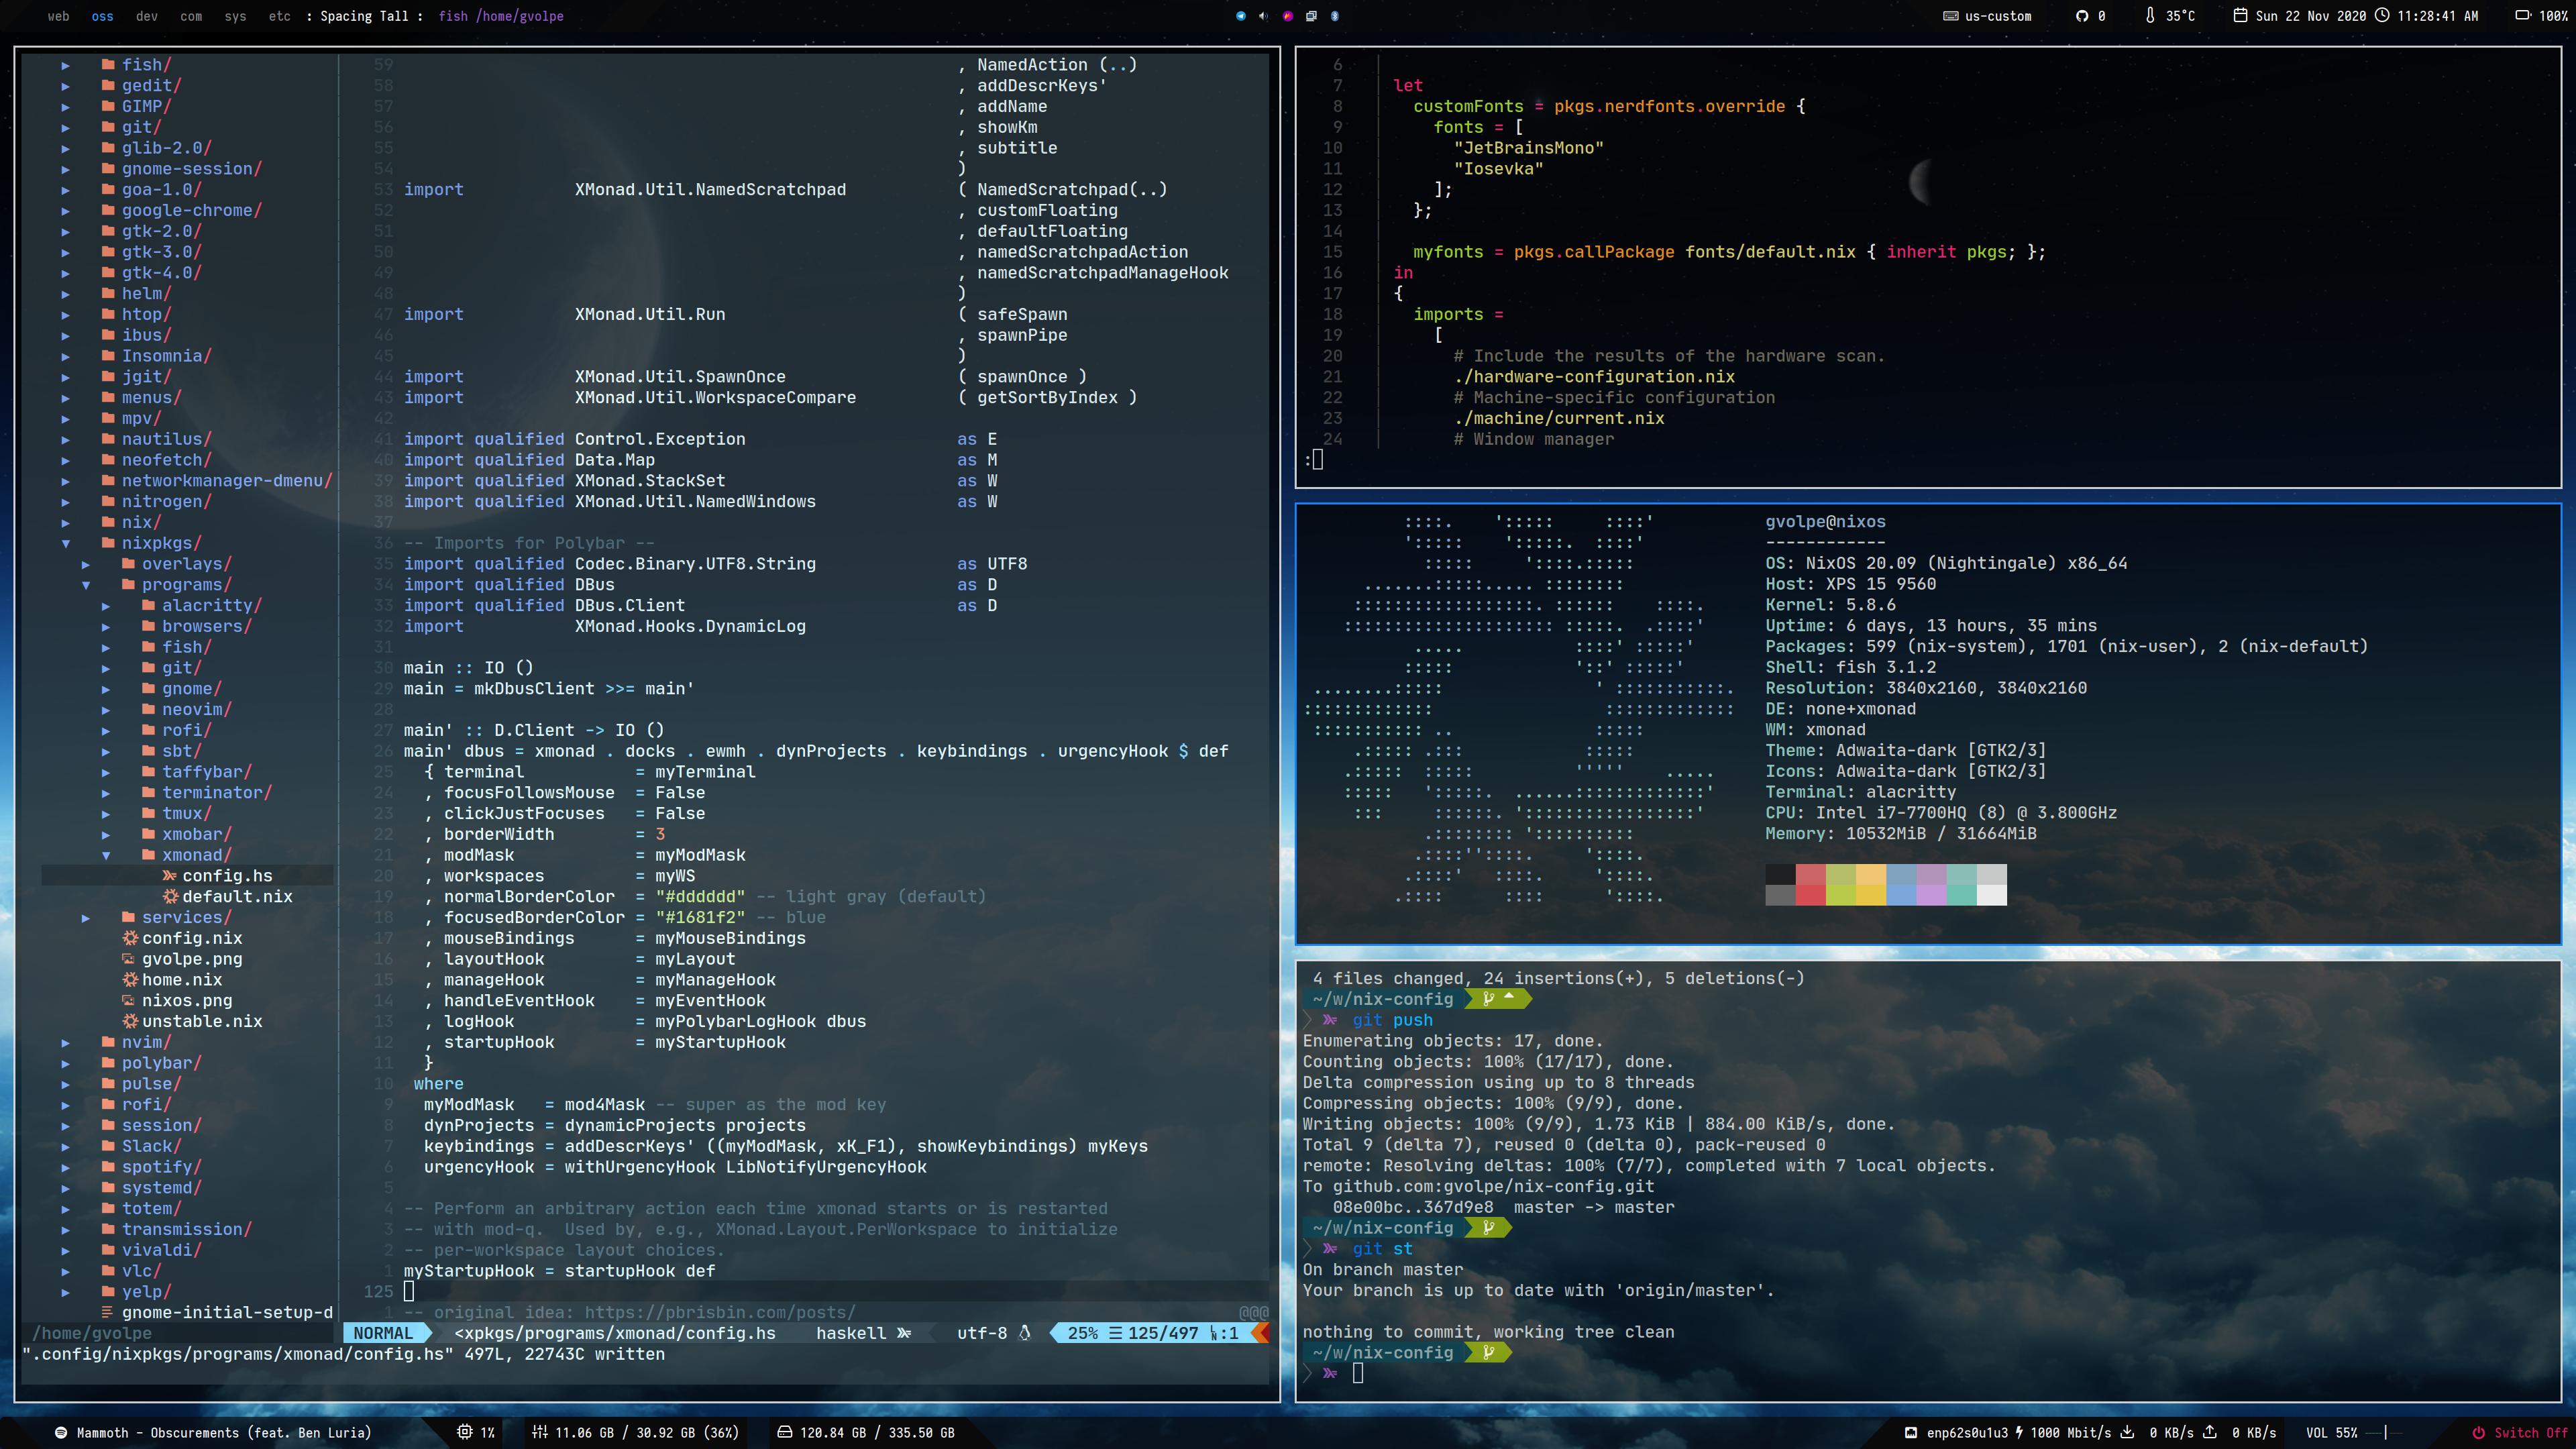 web oss dev com sys etc : Spacing Tall : fish /home/gvolpe
us-custom 0 35°C Sun 22 Nov 2020 11:28:41 AM 100%
fish/
gedit/
GIMP/
git/
glib-2.0/
gnome-session/
goa-1.0/
google-chrome/
gtk-2.0/
gtk-3.0/
gtk-4.0/
helm/
htop/
ibus/
Insomnia/
jgit/
menus/
mpv/
nautilus/
neofetch/
networkmanager-dmenu/
nitrogen/
nix/
nixpkgs/
overlays/
programs/
alacritty/
browsers/
fish/
git/
gnome/
neovim/
rofi/
sbt/
taffybar/
terminator/
tmux/
xmobar/
xmonad/
config.hs
default.nix
services/
config.nix
gvolpe.png
home.nix
nixos.png
unstable.nix
nvim/
polybar/
pulse/
rofi/
session/
Slack/
spotify/
systemd/
totem/
transmission/
vivaldi/
vlc/
yelp/
gnome-initial-setup-d
/home/gvolpe
59 , NamedAction (..)
58 , addDescrKeys'
57 , addName
56 , showKm
55 , subtitle
54 )
53 import XMonad.Util.NamedScratchpad ( NamedScratchpad(..)
52 , customFloating
51 , defaultFloating
50 , namedScratchpadAction
49 , namedScratchpadManageHook
48 )
47 import XMonad.Util.Run ( safeSpawn
46 , spawnPipe
45 )
44 import XMonad.Util.SpawnOnce ( spawnOnce )
43 import XMonad.Util.WorkspaceCompare ( getSortByIndex )
42
41 import qualified Control.Exception as E
40 import qualified Data.Map as M
39 import qualified XMonad.StackSet as W
38 import qualified XMonad.Util.NamedWindows as W
37
36 -- Imports for Polybar --
35 import qualified Codec.Binary.UTF8.String as UTF8
34 import qualified DBus as D
33 import qualified DBus.Client as D
32 import XMonad.Hooks.DynamicLog
31
30 main :: IO ()
29 main = mkDbusClient >>= main'
28
27 main' :: D.Client -> IO ()
26 main' dbus = xmonad . docks . ewmh . dynProjects . keybindings . urgencyHook $ def
25 { terminal = myTerminal
24 , focusFollowsMouse = False
23 , clickJustFocuses = False
22 , borderWidth = 3
21 , modMask = myModMask
20 , workspaces = myWS
19 , normalBorderColor = "#dddddd" -- light gray (default)
18 , focusedBorderColor = "#1681f2" -- blue
17 , mouseBindings = myMouseBindings
16 , layoutHook = myLayout
15 , manageHook = myManageHook
14 , handleEventHook = myEventHook
13 , logHook = myPolybarLogHook dbus
12 , startupHook = myStartupHook
11 }
10 where
9 myModMask = mod4Mask -- super as the mod key
8 dynProjects = dynamicProjects projects
7 keybindings = addDescrKeys' ((myModMask, xK_F1), showKeybindings) myKeys
6 urgencyHook = withUrgencyHook LibNotifyUrgencyHook
5
4 -- Perform an arbitrary action each time xmonad starts or is restarted
3 -- with mod-q. Used by, e.g., XMonad.Layout.PerWorkspace to initialize
2 -- per-workspace layout choices.
1 myStartupHook = startupHook def
125
1 -- original idea: https://pbrisbin.com/posts/ @@@
NORMAL <xpkgs/programs/xmonad/config.hs haskell utf-8 25% 125/497 :1
".config/nixpkgs/programs/xmonad/config.hs" 497L, 22743C written
6
7 let
8 customFonts = pkgs.nerdfonts.override {
9 fonts = [
10 "JetBrainsMono"
11 "Iosevka"
12 ];
13 };
14
15 myfonts = pkgs.callPackage fonts/default.nix { inherit pkgs; };
16 in
17 {
18 imports =
19 [
20 # Include the results of the hardware scan.
21 ./hardware-configuration.nix
22 # Machine-specific configuration
23 ./machine/current.nix
24 # Window manager
:
gvolpe@nixos
------------
OS: NixOS 20.09 (Nightingale) x86_64
Host: XPS 15 9560
Kernel: 5.8.6
Uptime: 6 days, 13 hours, 35 mins
Packages: 599 (nix-system), 1701 (nix-user), 2 (nix-default)
Shell: fish 3.1.2
Resolution: 3840x2160, 3840x2160
DE: none+xmonad
WM: xmonad
Theme: Adwaita-dark [GTK2/3]
Icons: Adwaita-dark [GTK2/3]
Terminal: alacritty
CPU: Intel i7-7700HQ (8) @ 3.800GHz
Memory: 10532MiB / 31664MiB
4 files changed, 24 insertions(+), 5 deletions(-)
~/w/nix-config
git push
Enumerating objects: 17, done.
Counting objects: 100% (17/17), done.
Delta compression using up to 8 threads
Compressing objects: 100% (9/9), done.
Writing objects: 100% (9/9), 1.73 KiB | 884.00 KiB/s, done.
Total 9 (delta 7), reused 0 (delta 0), pack-reused 0
remote: Resolving deltas: 100% (7/7), completed with 7 local objects.
To github.com:gvolpe/nix-config.git
08e00bc..367d9e8 master -> master
~/w/nix-config
git st
On branch master
Your branch is up to date with 'origin/master'.
nothing to commit, working tree clean
~/w/nix-config
Mammoth - Obscurements (feat. Ben Luria) 1% 11.06 GB / 30.92 GB (36%) 120.84 GB / 335.50 GB
enp62s0u1u3 1000 Mbit/s 0 KB/s 0 KB/s VOL 55% Switch Off